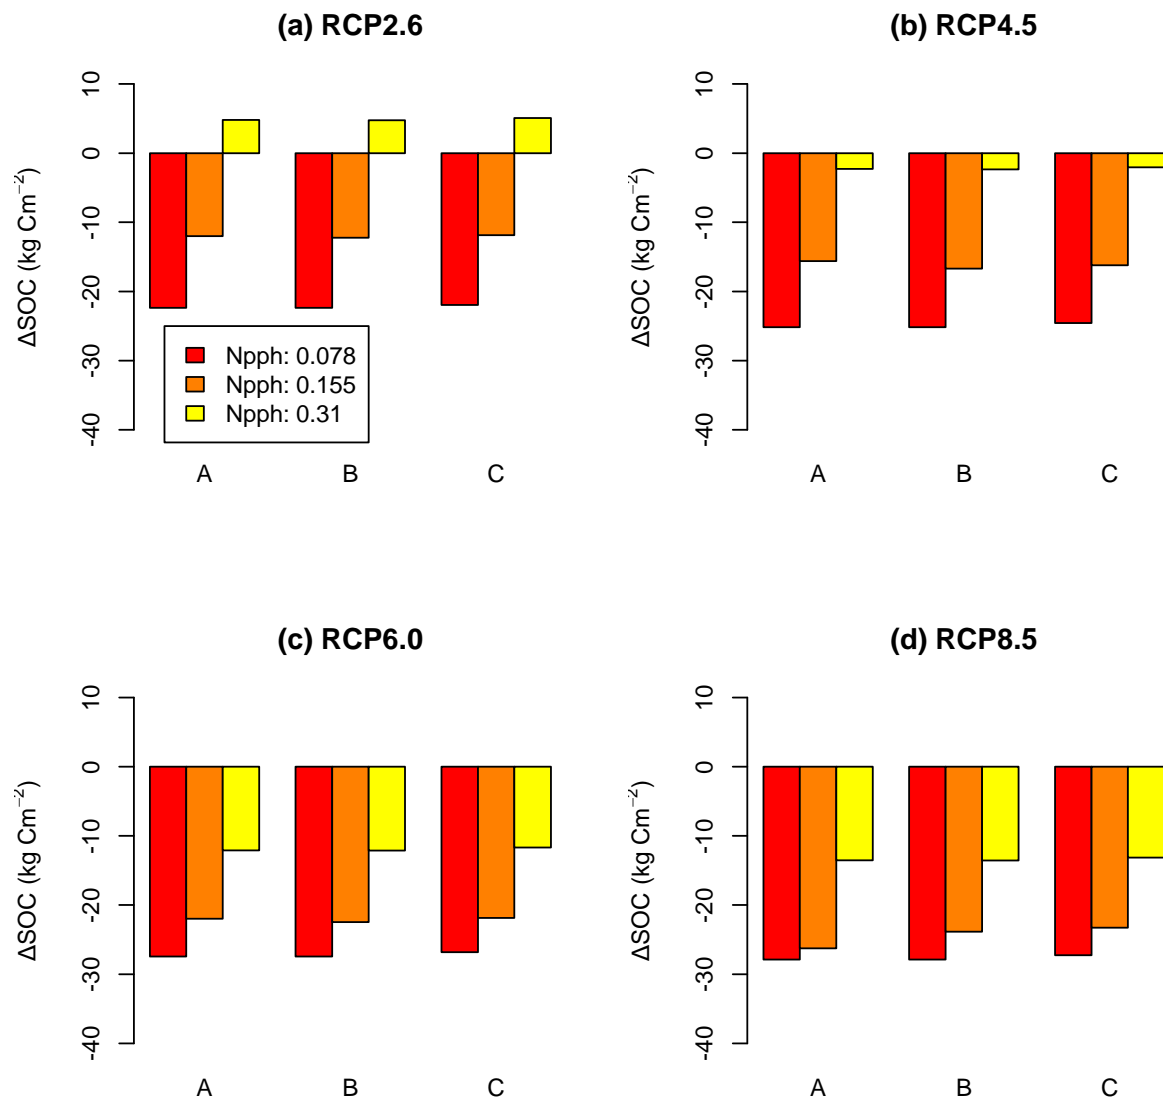 (a) RCP2.6
ΔSOC (kg Cm⁻²)
10
0
-10
-20
-30
-40
Npph: 0.078
Npph: 0.155
Npph: 0.31
A B C
(b) RCP4.5
ΔSOC (kg Cm⁻²)
10
0
-10
-20
-30
-40
A B C
(c) RCP6.0
ΔSOC (kg Cm⁻²)
10
0
-10
-20
-30
-40
A B C
(d) RCP8.5
ΔSOC (kg Cm⁻²)
10
0
-10
-20
-30
-40
A B C